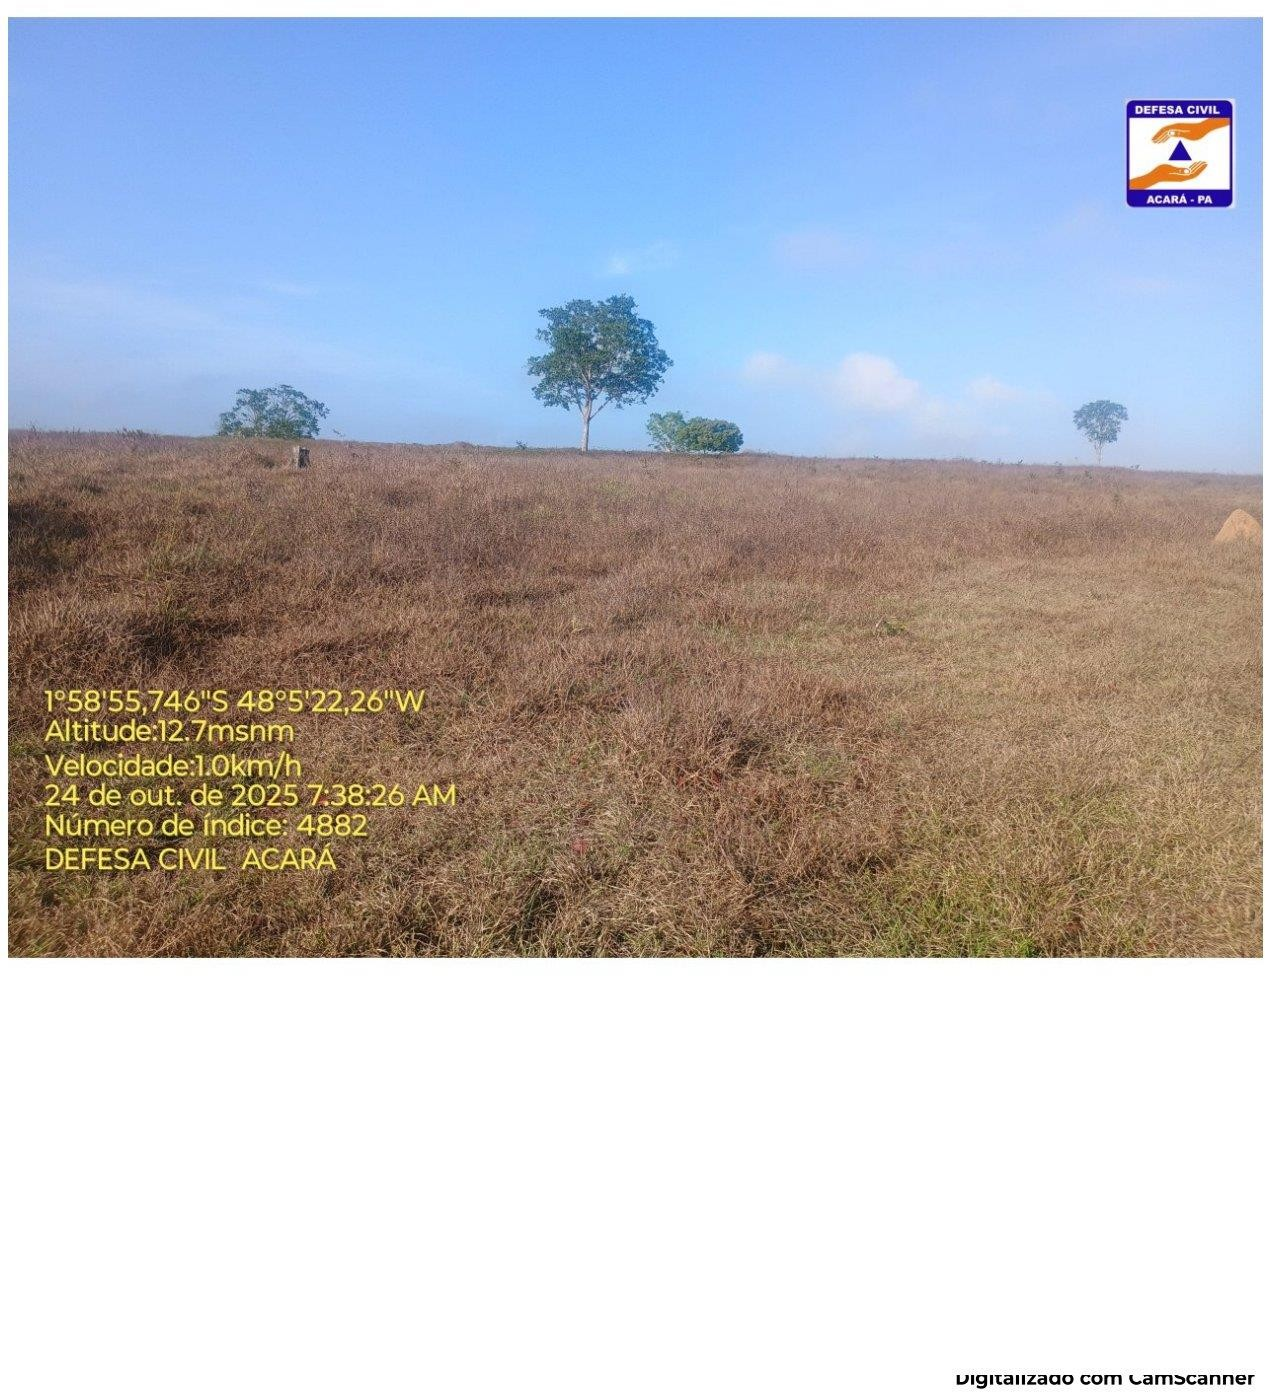 DEFESA CIVIL
ACARÁ - PA
1°58'55,746"S 48°5'22,26"W
Altitude:12.7msnm
Velocidade:1.0km/h
24 de out. de 2025 7:38:26 AM
Número de índice: 4882
DEFESA CIVIL  ACARÁ
Digitalizado com CamScanner